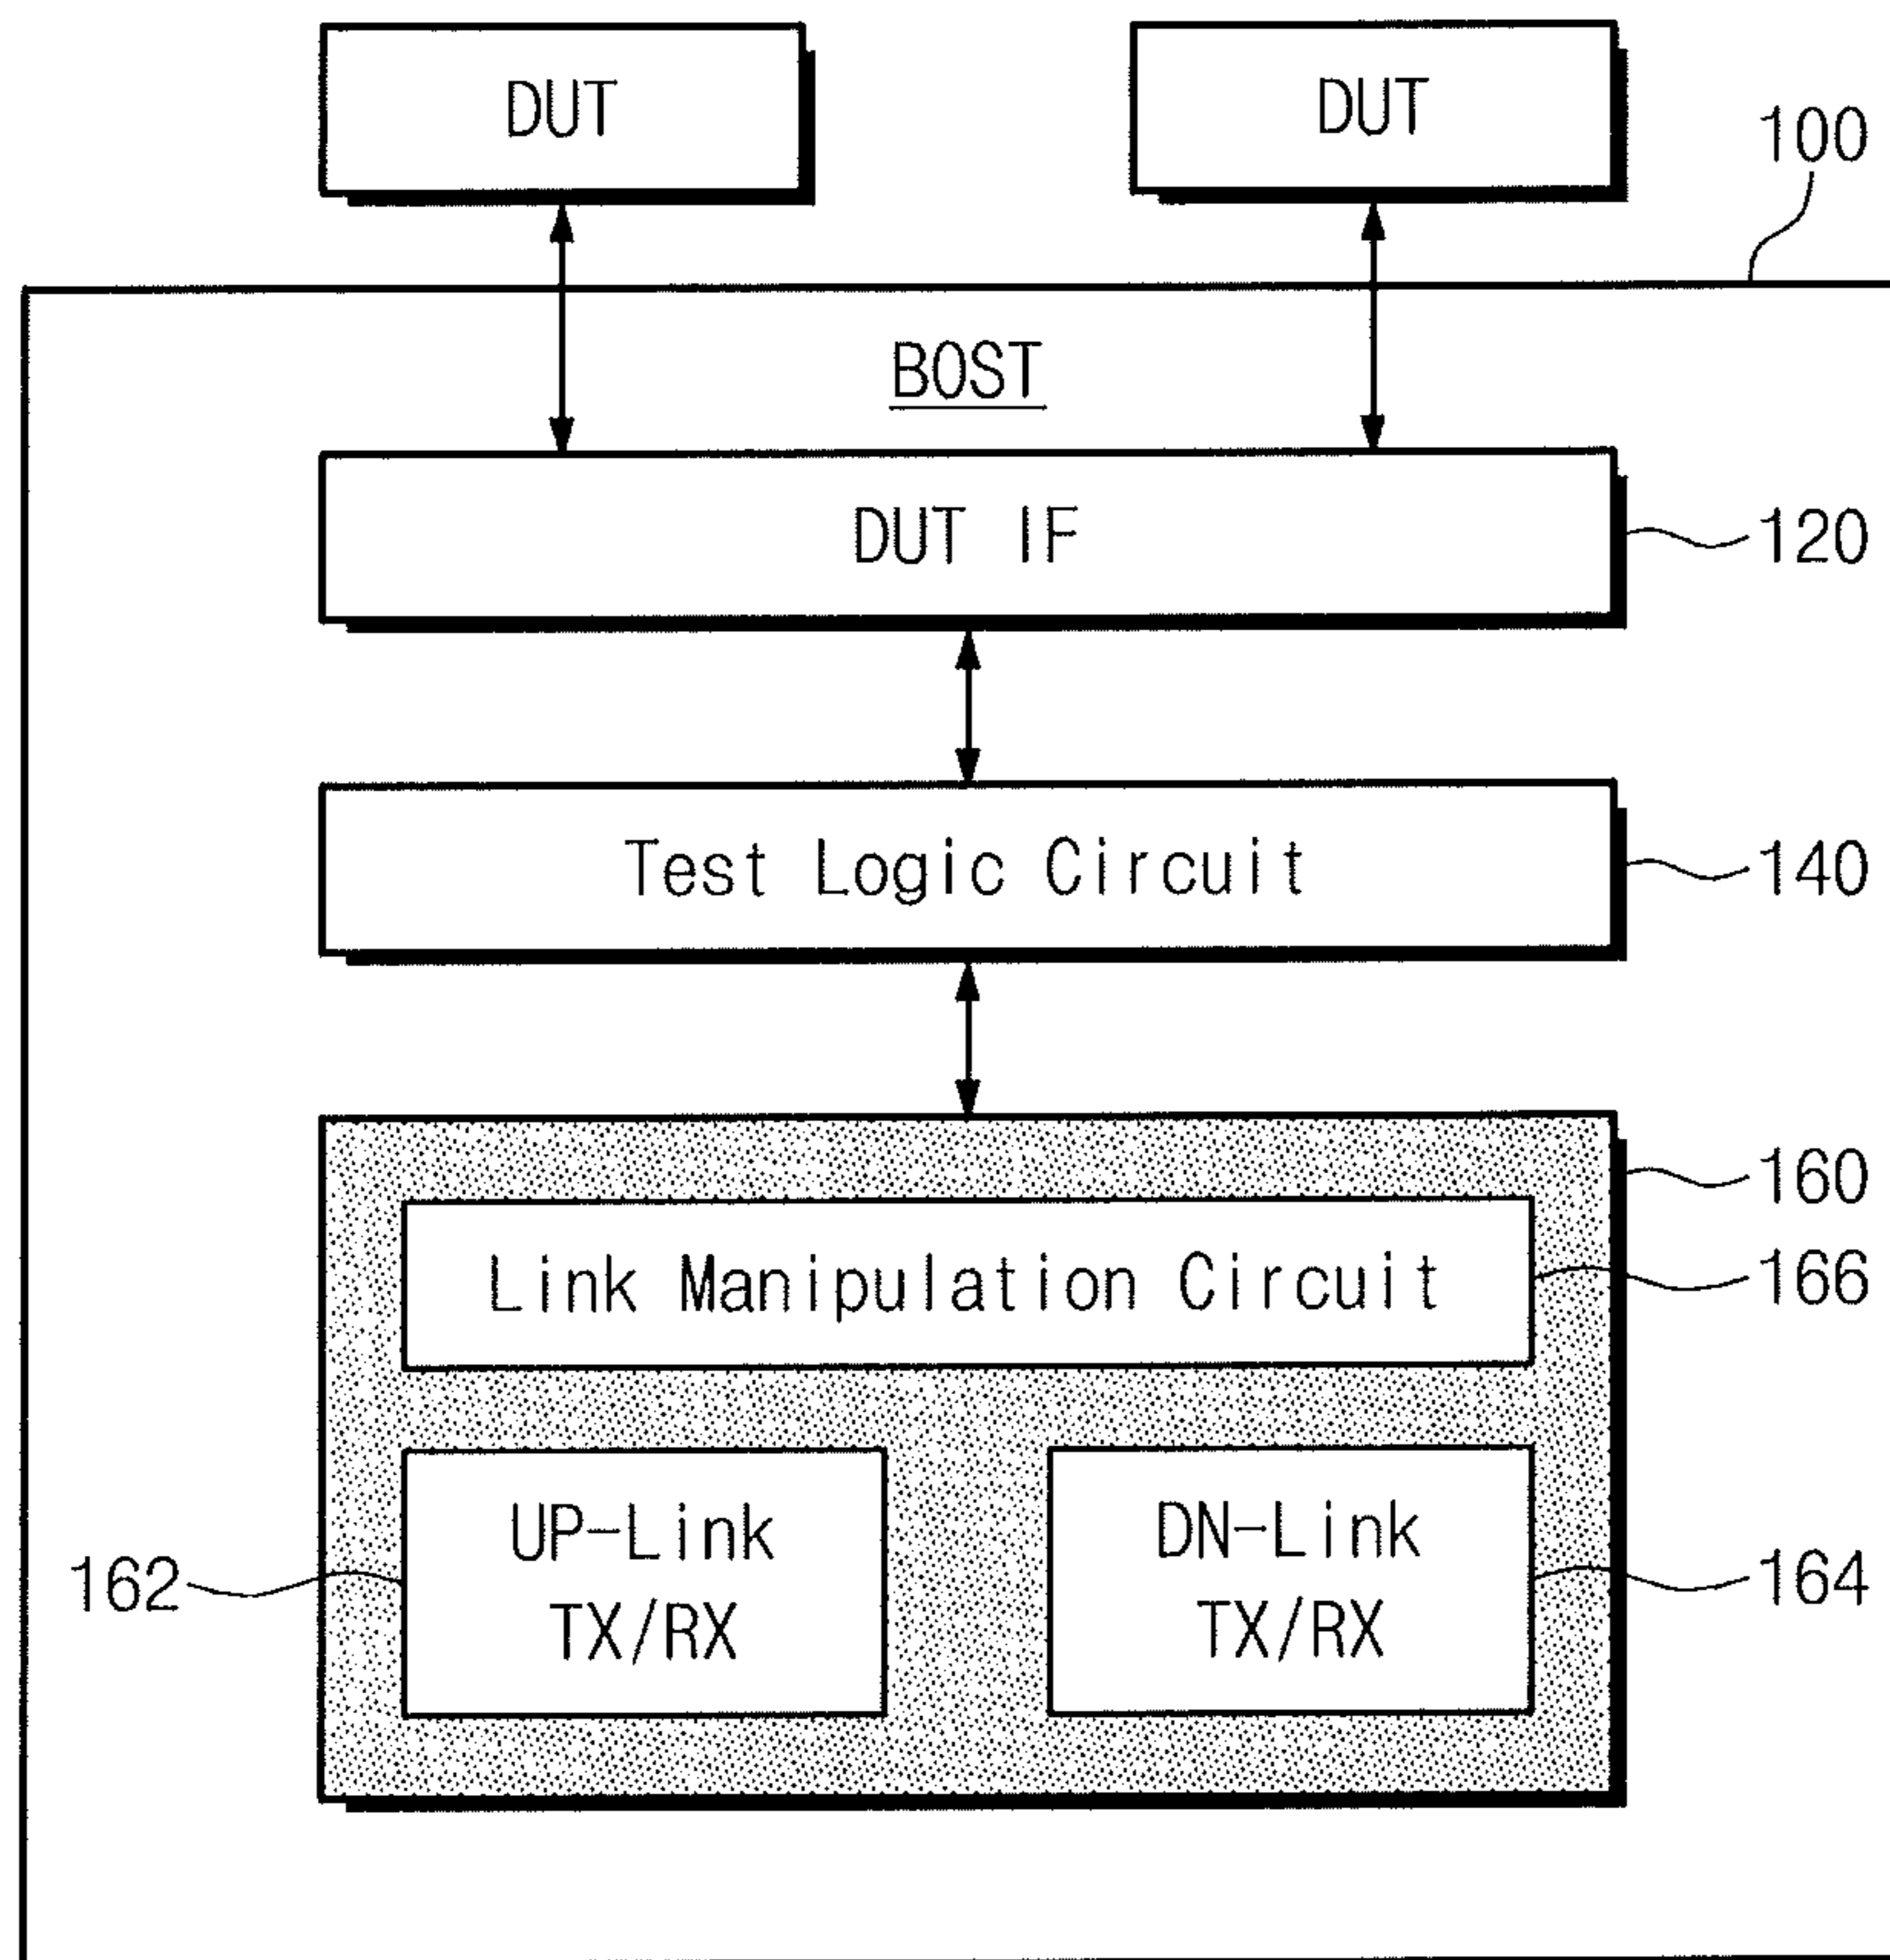 DUT DUT
100
BOST
DUT IF
120
Test Logic Circuit
140
160
Link Manipulation Circuit
166
UP-Link
TX/RX
DN-Link
TX/RX
162
164